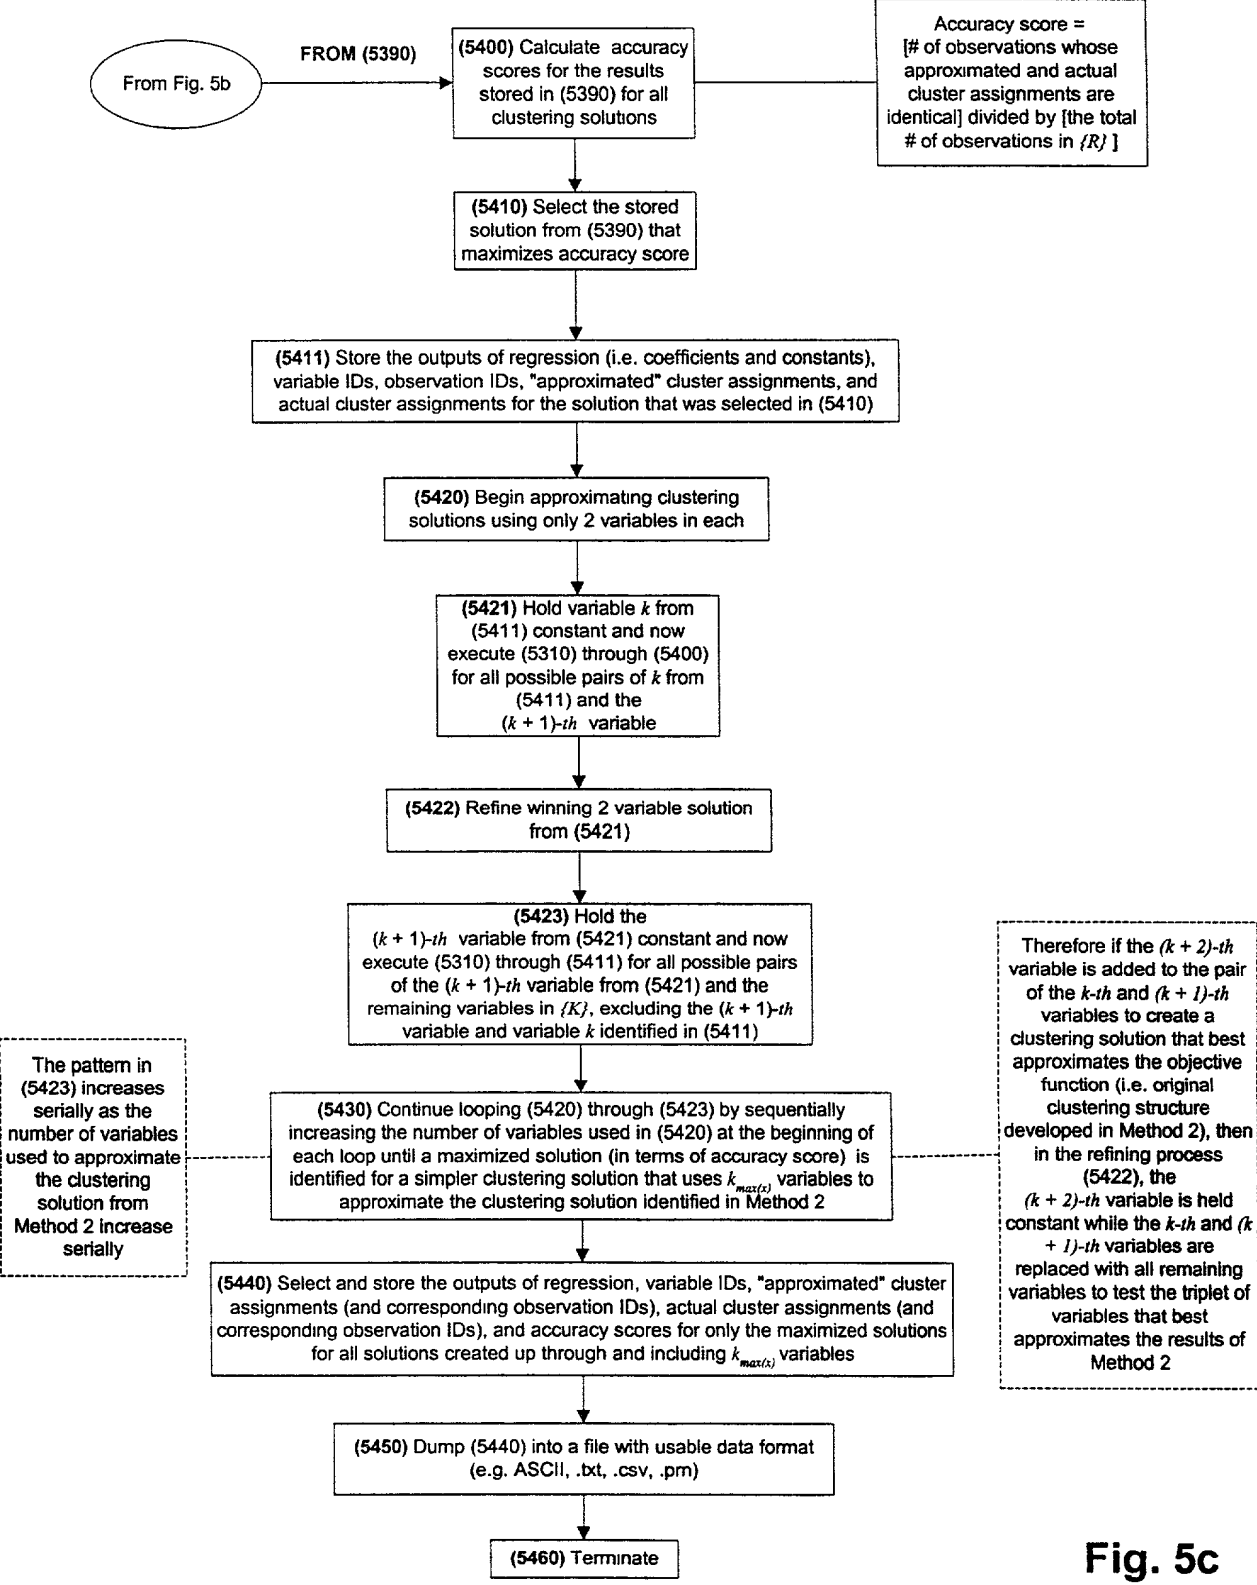 From Fig. 5b
FROM (5390)
(5400) Calculate accuracy
scores for the results
stored in (5390) for all
clustering solutions
Accuracy score =
[# of observations whose
approximated and actual
cluster assignments are
identical] divided by [the total
# of observations in {R} ]
(5410) Select the stored
solution from (5390) that
maximizes accuracy score
(5411) Store the outputs of regression (i.e. coefficients and constants),
variable IDs, observation IDs, "approximated" cluster assignments, and
actual cluster assignments for the solution that was selected in (5410)
(5420) Begin approximating clustering
solutions using only 2 variables in each
(5421) Hold variable k from
(5411) constant and now
execute (5310) through (5400)
for all possible pairs of k from
(5411) and the
(k + 1)-th variable
(5422) Refine winning 2 variable solution
from (5421)
(5423) Hold the
(k + 1)-th variable from (5421) constant and now
execute (5310) through (5411) for all possible pairs
of the (k + 1)-th variable from (5421) and the
remaining variables in {K}, excluding the (k + 1)-th
variable and variable k identified in (5411)
The pattern in
(5423) increases
serially as the
number of variables
used to approximate
the clustering
solution from
Method 2 increase
serially
(5430) Continue looping (5420) through (5423) by sequentially
increasing the number of variables used in (5420) at the beginning of
each loop until a maximized solution (in terms of accuracy score) is
identified for a simpler clustering solution that uses kmax(x) variables to
approximate the clustering solution identified in Method 2
Therefore if the (k + 2)-th
variable is added to the pair
of the k-th and (k + 1)-th
variables to create a
clustering solution that best
approximates the objective
function (i.e. original
clustering structure
developed in Method 2), then
in the refining process
(5422), the
(k + 2)-th variable is held
constant while the k-th and (k
+ 1)-th variables are
replaced with all remaining
variables to test the triplet of
variables that best
approximates the results of
Method 2
(5440) Select and store the outputs of regression, variable IDs, "approximated" cluster
assignments (and corresponding observation IDs), actual cluster assignments (and
corresponding observation IDs), and accuracy scores for only the maximized solutions
for all solutions created up through and including kmax(x) variables
(5450) Dump (5440) into a file with usable data format
(e.g. ASCII, .txt, .csv, .prn)
(5460) Terminate
Fig. 5c